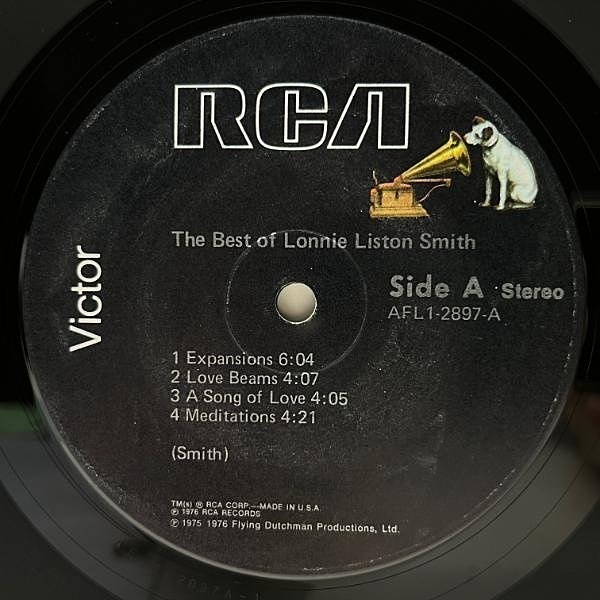 RCA
The Best of Lonnie Liston Smith
Victor
Side A Stereo
AFL1-2897-A
1 Expansions 6:04
2 Love Beams 4:07
3 A Song of Love 4:05
4 Meditations 4:21
(Smith)
TM(s) ® RCA CORP.—MADE IN U.S.A.
℗ 1976 RCA RECORDS
℗ 1975 1976 Flying Dutchman Productions, Ltd.